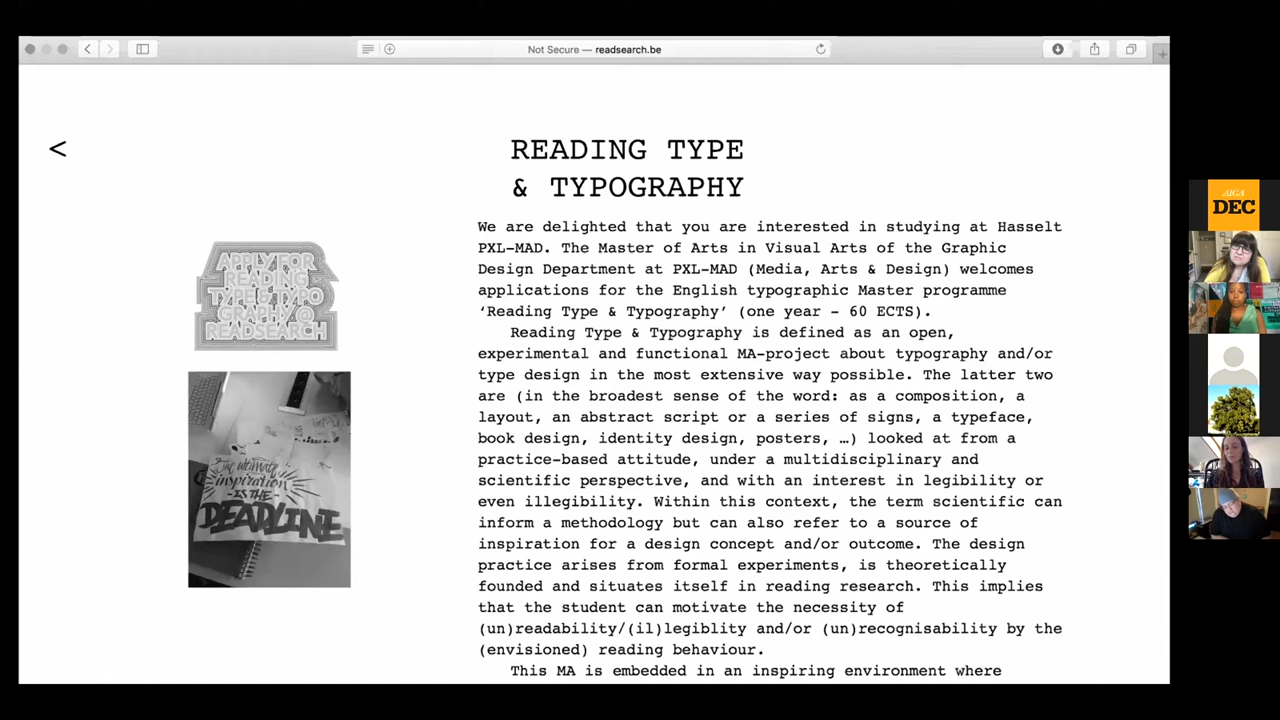 Not Secure — readsearch.be
<
READING TYPE
& TYPOGRAPHY
We are delighted that you are interested in studying at Hasselt
PXL-MAD. The Master of Arts in Visual Arts of the Graphic
Design Department at PXL-MAD (Media, Arts & Design) welcomes
applications for the English typographic Master programme
‘Reading Type & Typography’ (one year - 60 ECTS).
Reading Type & Typography is defined as an open,
experimental and functional MA-project about typography and/or
type design in the most extensive way possible. The latter two
are (in the broadest sense of the word: as a composition, a
layout, an abstract script or a series of signs, a typeface,
book design, identity design, posters, …) looked at from a
practice-based attitude, under a multidisciplinary and
scientific perspective, and with an interest in legibility or
even illegibility. Within this context, the term scientific can
inform a methodology but can also refer to a source of
inspiration for a design concept and/or outcome. The design
practice arises from formal experiments, is theoretically
founded and situates itself in reading research. This implies
that the student can motivate the necessity of
(un)readability/(il)legiblity and/or (un)recognisability by the
(envisioned) reading behaviour.
This MA is embedded in an inspiring environment where
APPLY FOR
READING
TYPE & TYPO
GRAPHY @
READSEARCH
The ultimate
inspiration
IS THE
DEADLINE
AIGA
DEC